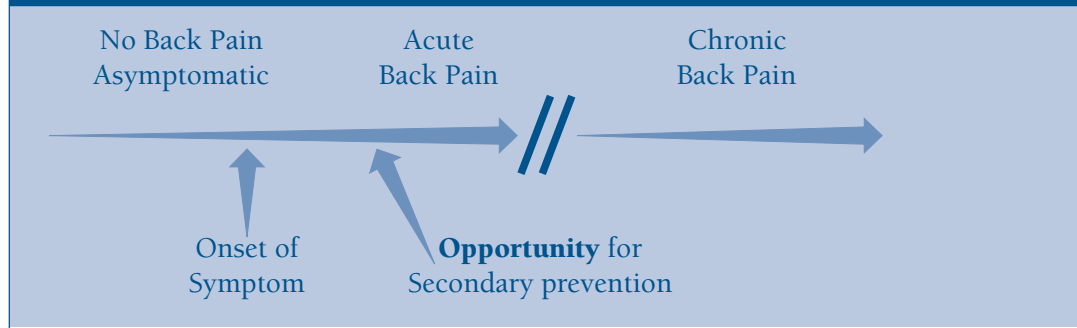 No Back Pain
Asymptomatic
Acute
Back Pain
Chronic
Back Pain
Onset of
Symptom
Opportunity for
Secondary prevention